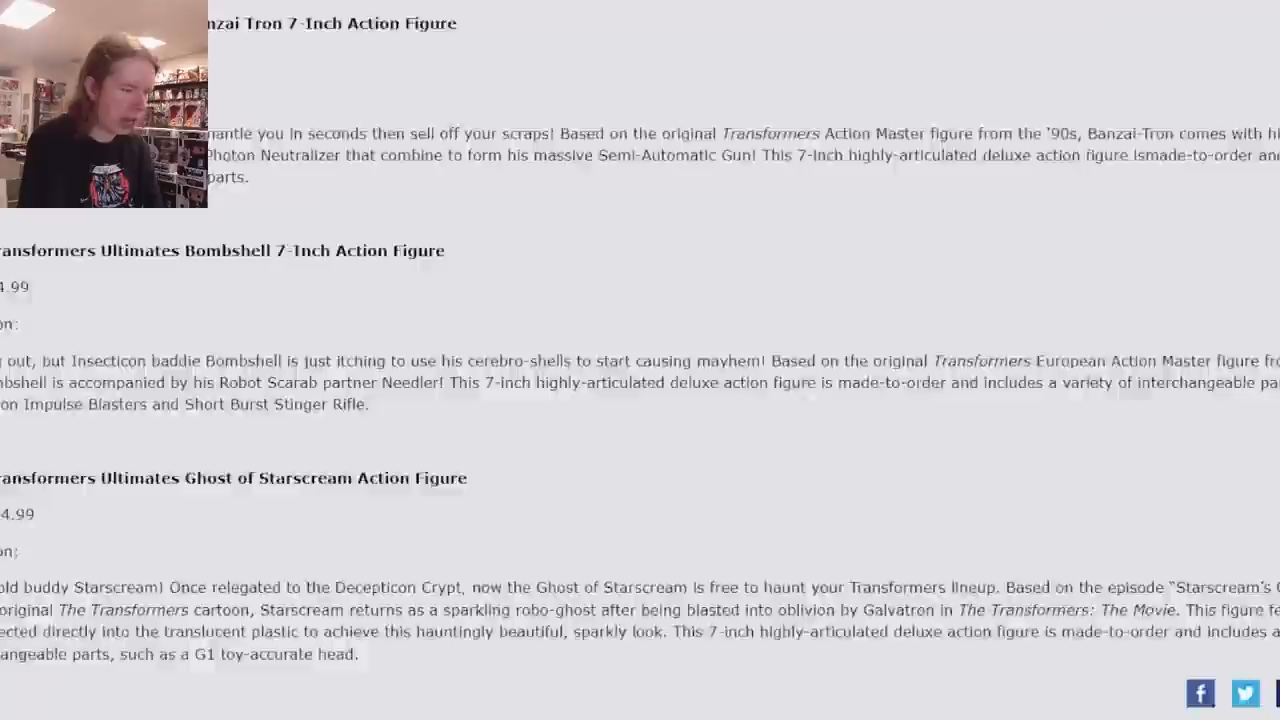 nzai Tron 7-Inch Action Figure
mantle you in seconds then sell off your scraps! Based on the original Transformers Action Master figure from the '90s, Banzai-Tron comes with hi
Photon Neutralizer that combine to form his massive Semi-Automatic Gun! This 7-inch highly-articulated deluxe action figure ismade-to-order and
parts.
ransformers Ultimates Bombshell 7-Inch Action Figure
4.99
on:
g out, but Insecticon baddie Bombshell is just itching to use his cerebro-shells to start causing mayhem! Based on the original Transformers European Action Master figure fro
mbshell is accompanied by his Robot Scarab partner Needler! This 7-inch highly-articulated deluxe action figure is made-to-order and includes a variety of interchangeable pa
on Impulse Blasters and Short Burst Stinger Rifle.
ransformers Ultimates Ghost of Starscream Action Figure
4.99
on:
old buddy Starscream! Once relegated to the Decepticon Crypt, now the Ghost of Starscream is free to haunt your Transformers lineup. Based on the episode “Starscream’s G
original The Transformers cartoon, Starscream returns as a sparkling robo-ghost after being blasted into oblivion by Galvatron in The Transformers: The Movie. This figure fe
ected directly into the translucent plastic to achieve this hauntingly beautiful, sparkly look. This 7-inch highly-articulated deluxe action figure is made-to-order and includes a
angeable parts, such as a G1 toy-accurate head.